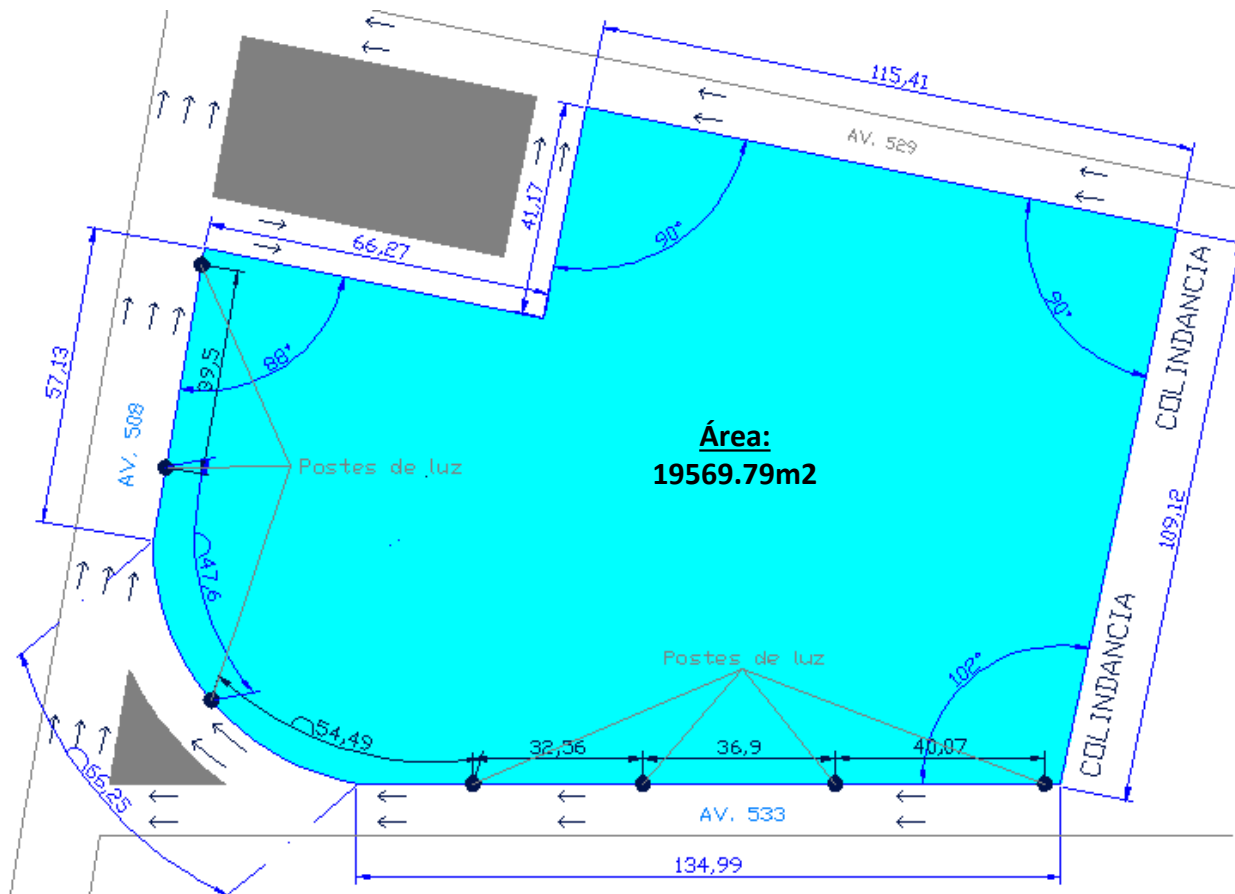 115,41
AV. 529
41,17
66,27
90°
90°
COLINDANCIA
57,13
39,5
88°
AV. 508
Área:
19569.79m2
Postes de luz
109,12
47,6
COLINDANCIA
Postes de luz
102°
54,49
32,56
36,9
40,07
66,25
AV. 533
134,99